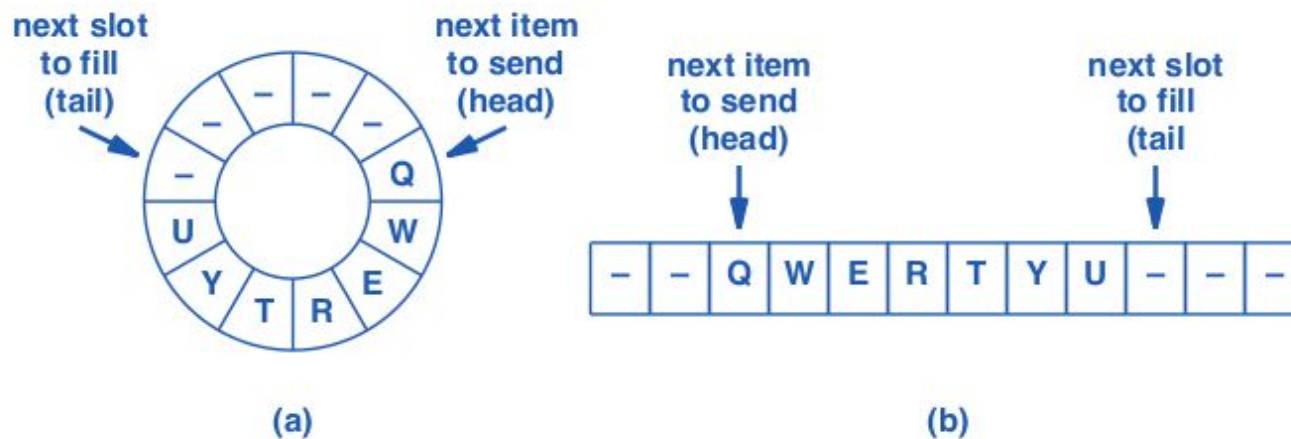 next slot
to fill
(tail)
next item
to send
(head)
– –
– –
– Q
U W
Y E
T R
(a)
next item
to send
(head)
next slot
to fill
(tail
– – Q W E R T Y U – – –
(b)